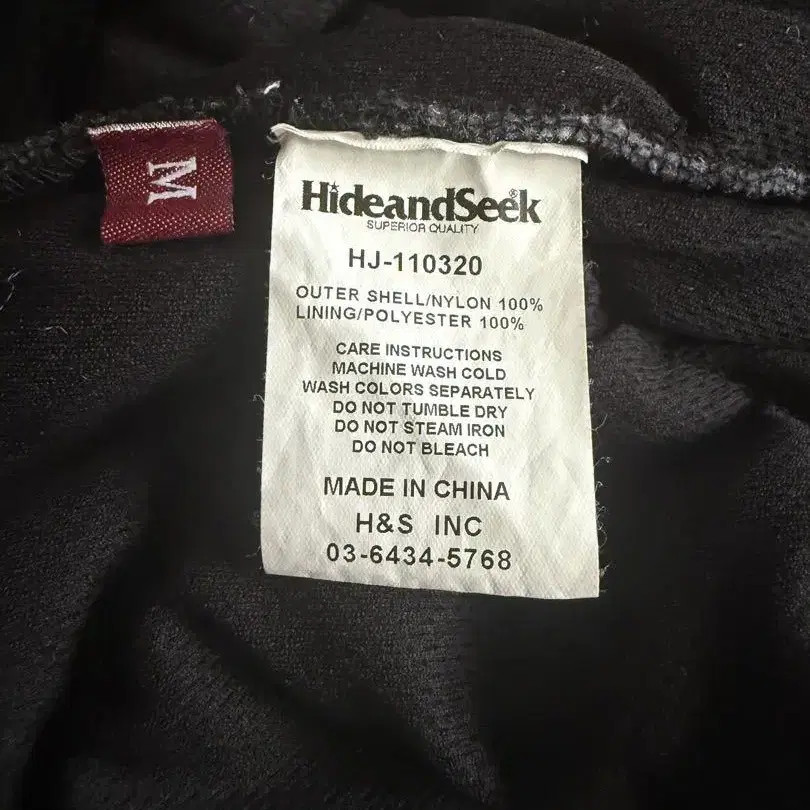 M
HideandSeek
SUPERIOR QUALITY
HJ-110320
OUTER SHELL/NYLON 100%
LINING/POLYESTER 100%
CARE INSTRUCTIONS
MACHINE WASH COLD
WASH COLORS SEPARATELY
DO NOT TUMBLE DRY
DO NOT STEAM IRON
DO NOT BLEACH
MADE IN CHINA
H&S INC
03-6434-5768